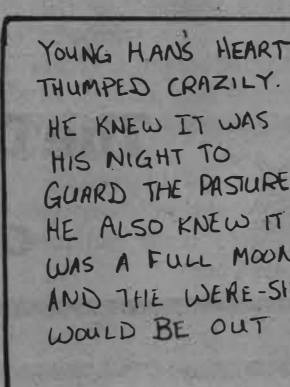 YOUNG HAN'S HEART
THUMPED CRAZILY.
HE KNEW IT WAS
HIS NIGHT TO
GUARD THE PASTURE
HE ALSO KNEW IT
WAS A FULL MOON
AND THE
WOULD BE OUT